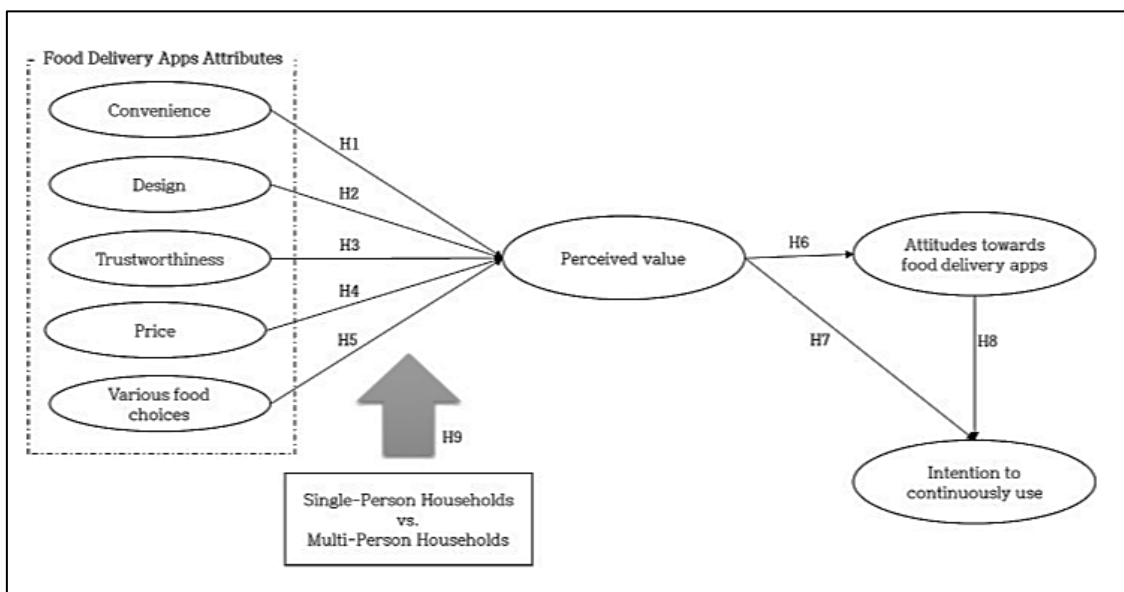 Food Delivery Apps Attributes
Convenience
Design
Trustworthiness
Price
Various food
choices
H1
H2
H3
H4
H5
H9
Single-Person Households
vs.
Multi-Person Households
Perceived value
H6
H7
H8
Attitudes towards
food delivery apps
Intention to
continuously use